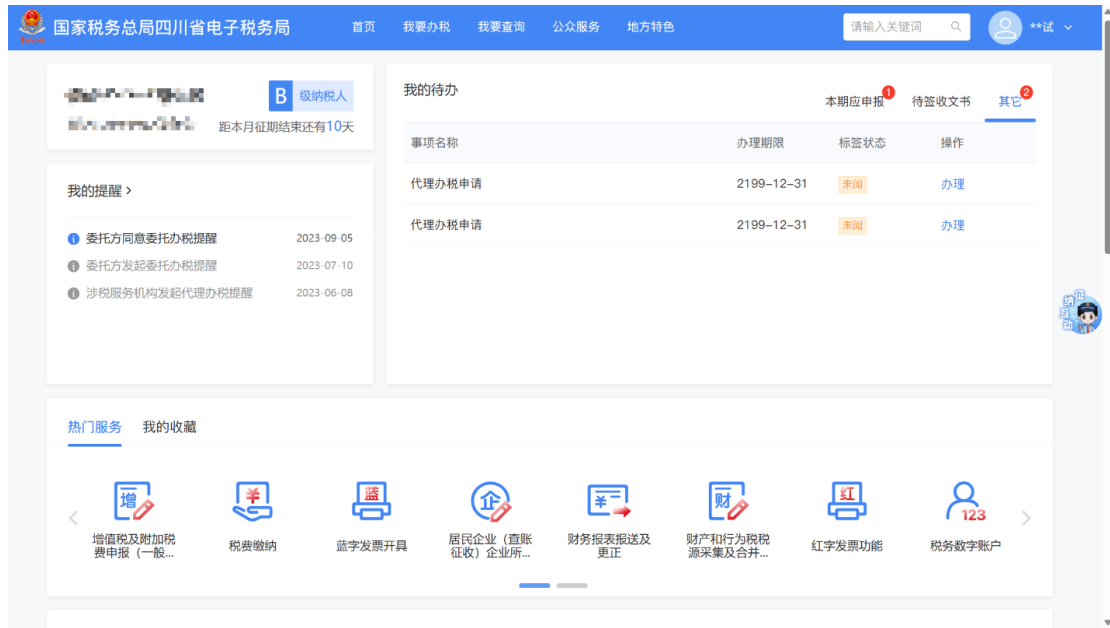 国家税务总局四川省电子税务局 首页 我要办税 我要查询 公众服务 地方特色 请输入关键词 **试
B 级纳税人
距本月征期结束还有10天
我的提醒 >
委托方同意委托办税提醒 2023-09-05
委托方发起委托办税提醒 2023-07-10
涉税服务机构发起代理办税提醒 2023-06-08
我的待办
本期应申报 1 待签收文书 其它 2
事项名称 办理期限 标签状态 操作
代理办税申请 2199-12-31 未阅 办理
代理办税申请 2199-12-31 未阅 办理
征纳互动
热门服务 我的收藏
增 ¥ 蓝 企 ¥ 财 红 123
增值税及附加税
费申报（一般...
税费缴纳
蓝字发票开具
居民企业（查账
征收）企业所...
财务报表报送及
更正
财产和行为税税
源采集及合并...
红字发票功能
税务数字账户